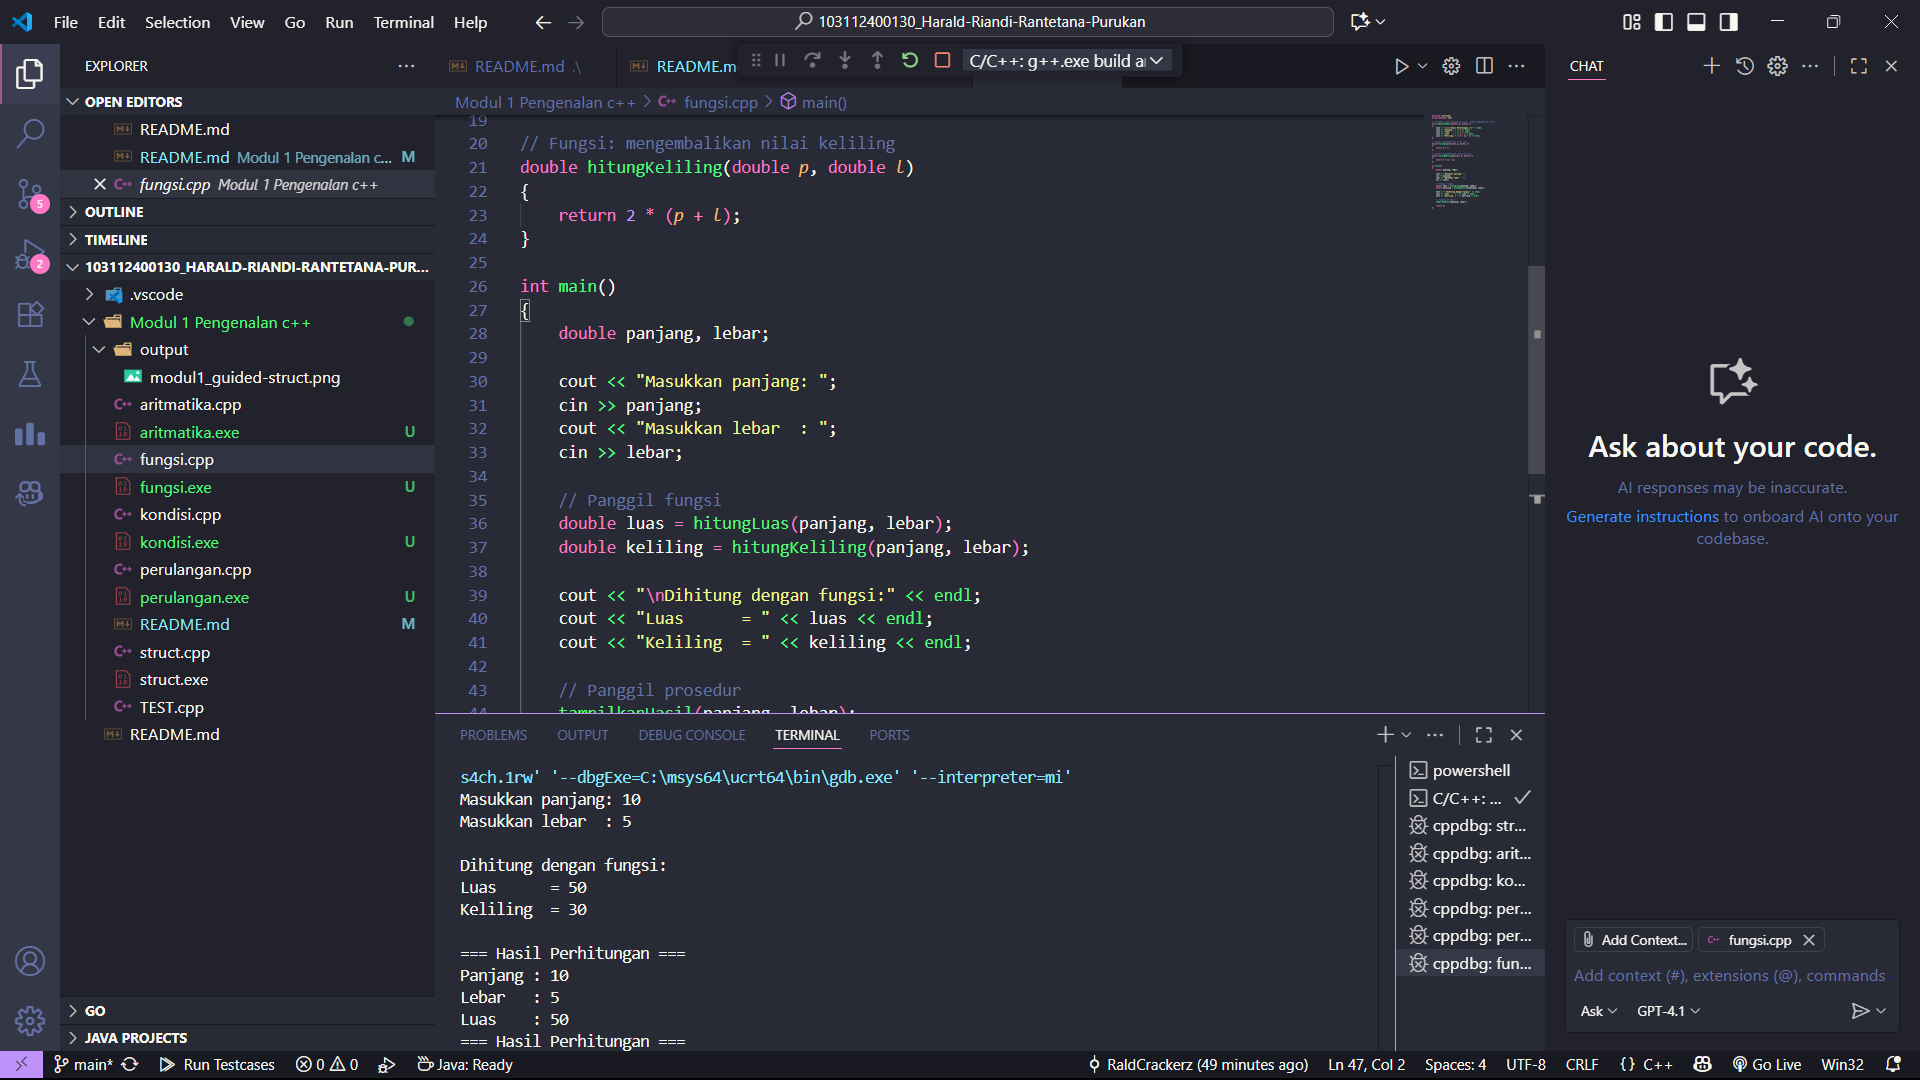 File Edit Selection View Go Run Terminal Help
103112400130_Harald-Riandi-Rantetana-Purukan
EXPLORER
README.md .\
README.m
C/C++: g++.exe build a
CHAT
OPEN EDITORS
README.md
README.md Modul 1 Pengenalan c... M
fungsi.cpp Modul 1 Pengenalan c++
OUTLINE
TIMELINE
103112400130_HARALD-RIANDI-RANTETANA-PUR...
.vscode
Modul 1 Pengenalan c++
output
modul1_guided-struct.png
aritmatika.cpp
aritmatika.exe U
fungsi.cpp
fungsi.exe U
kondisi.cpp
kondisi.exe U
perulangan.cpp
perulangan.exe U
README.md M
struct.cpp
struct.exe
TEST.cpp
README.md
GO
JAVA PROJECTS
5
2
Modul 1 Pengenalan c++ > fungsi.cpp > main()
19
20 // Fungsi: mengembalikan nilai keliling
21 double hitungKeliling(double p, double l)
22 {
23 return 2 * (p + l);
24 }
25
26 int main()
27 {
28 double panjang, lebar;
29
30 cout << "Masukkan panjang: ";
31 cin >> panjang;
32 cout << "Masukkan lebar  : ";
33 cin >> lebar;
34
35 // Panggil fungsi
36 double luas = hitungLuas(panjang, lebar);
37 double keliling = hitungKeliling(panjang, lebar);
38
39 cout << "\nDihitung dengan fungsi:" << endl;
40 cout << "Luas      = " << luas << endl;
41 cout << "Keliling  = " << keliling << endl;
42
43 // Panggil prosedur
44 tampilkanHasil(panjang, lebar);
PROBLEMS OUTPUT DEBUG CONSOLE TERMINAL PORTS
s4ch.1rw' '--dbgExe=C:\msys64\ucrt64\bin\gdb.exe' '--interpreter=mi'
Masukkan panjang: 10
Masukkan lebar  : 5
Dihitung dengan fungsi:
Luas      = 50
Keliling  = 30
=== Hasil Perhitungan ===
Panjang : 10
Lebar   : 5
Luas    : 50
=== Hasil Perhitungan ===
powershell
C/C++: ...
cppdbg: str...
cppdbg: arit...
cppdbg: ko...
cppdbg: per...
cppdbg: per...
cppdbg: fun...
Ask about your code.
AI responses may be inaccurate.
Generate instructions to onboard AI onto your
codebase.
Add Context...
fungsi.cpp
Add context (#), extensions (@), commands
Ask GPT-4.1
main* Run Testcases 0 0 Java: Ready RaldCrackerz (49 minutes ago) Ln 47, Col 2 Spaces: 4 UTF-8 CRLF {} C++ Go Live Win32